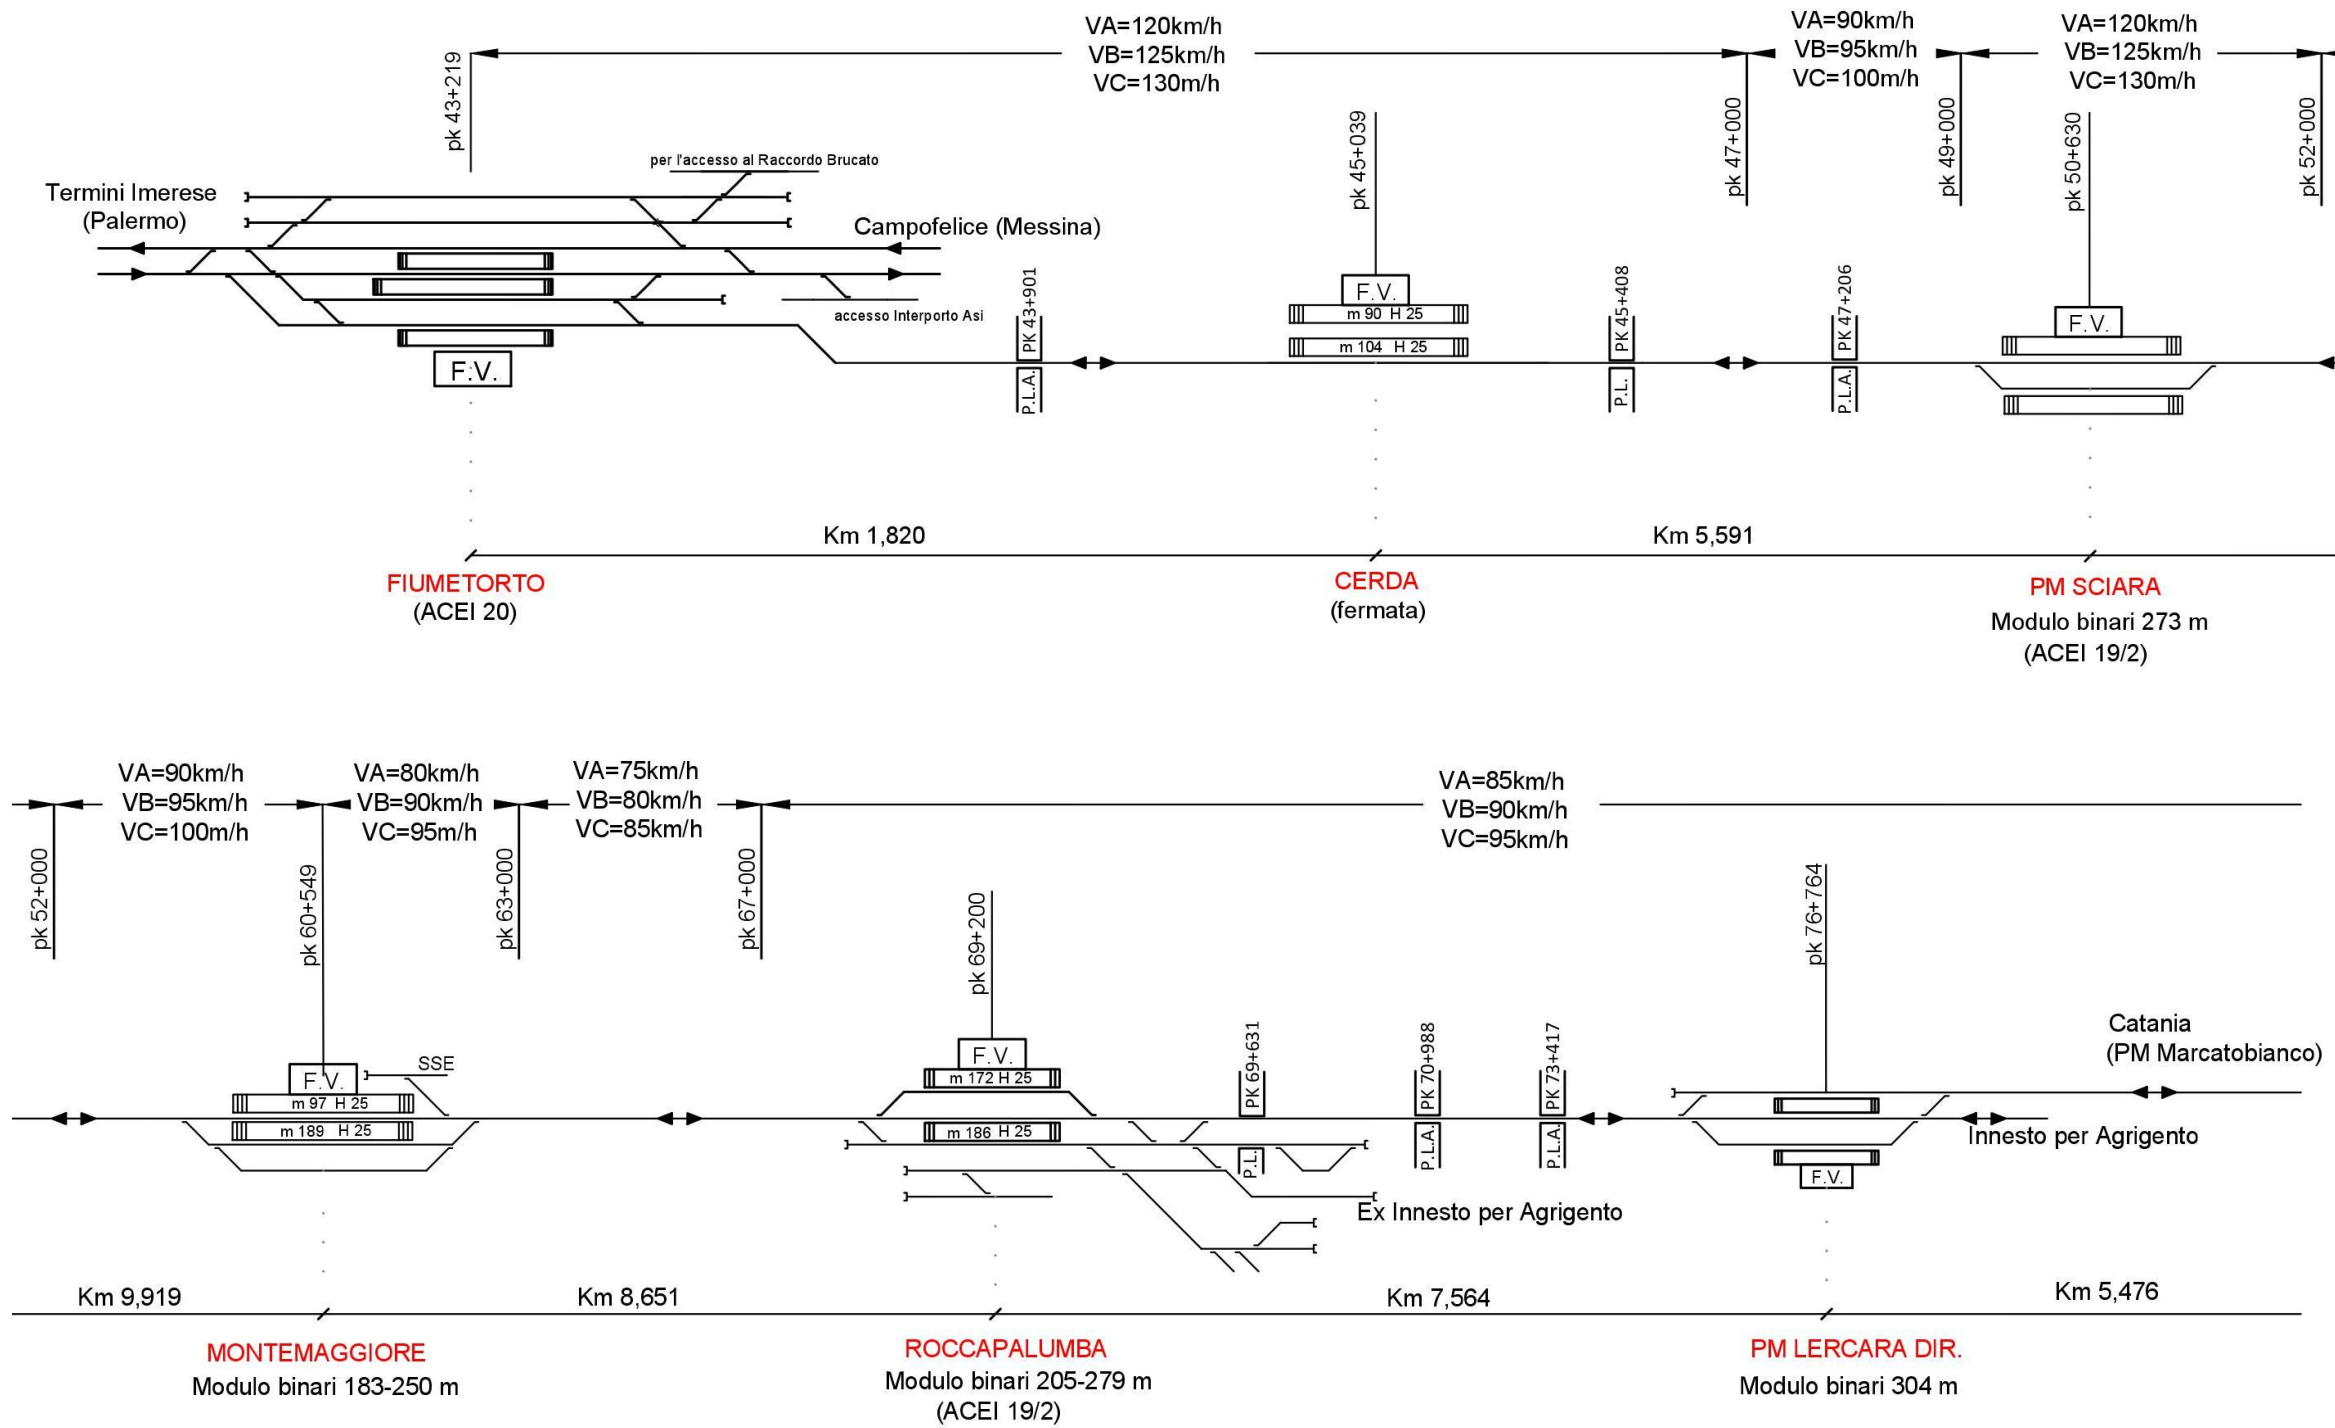 VA=120km/h
VB=125km/h
VC=130m/h
VA=90km/h
VB=95km/h
VC=100m/h
VA=120km/h
VB=125km/h
VC=130m/h
pk 43+219
pk 45+039
pk 47+000
pk 49+000
pk 50+630
pk 52+000
per l'accesso al Raccordo Brucato
Termini Imerese
(Palermo)
Campofelice (Messina)
accesso Interporto Asi
F.V.
PK 43+901
P.L.A.
F.V.
m 90 H 25
m 104 H 25
PK 45+408
P.L.
PK 47+206
P.L.A.
F.V.
Km 1,820
Km 5,591
FIUMETORTO
(ACEI 20)
CERDA
(fermata)
PM SCIARA
Modulo binari 273 m
(ACEI 19/2)
VA=90km/h
VB=95km/h
VC=100m/h
VA=80km/h
VB=90km/h
VC=95m/h
VA=75km/h
VB=80km/h
VC=85km/h
VA=85km/h
VB=90km/h
VC=95km/h
pk 52+000
pk 60+549
pk 63+000
pk 67+000
pk 69+200
pk 76+764
F.V.
SSE
m 97 H 25
m 189 H 25
F.V.
m 172 H 25
m 186 H 25
PK 69+631
P.L.
PK 70+988
P.L.A.
PK 73+417
P.L.A.
Catania
(PM Marcatobianco)
Innesto per Agrigento
F.V.
Ex Innesto per Agrigento
Km 9,919
Km 8,651
Km 7,564
Km 5,476
MONTEMAGGIORE
Modulo binari 183-250 m
ROCCAPALUMBA
Modulo binari 205-279 m
(ACEI 19/2)
PM LERCARA DIR.
Modulo binari 304 m